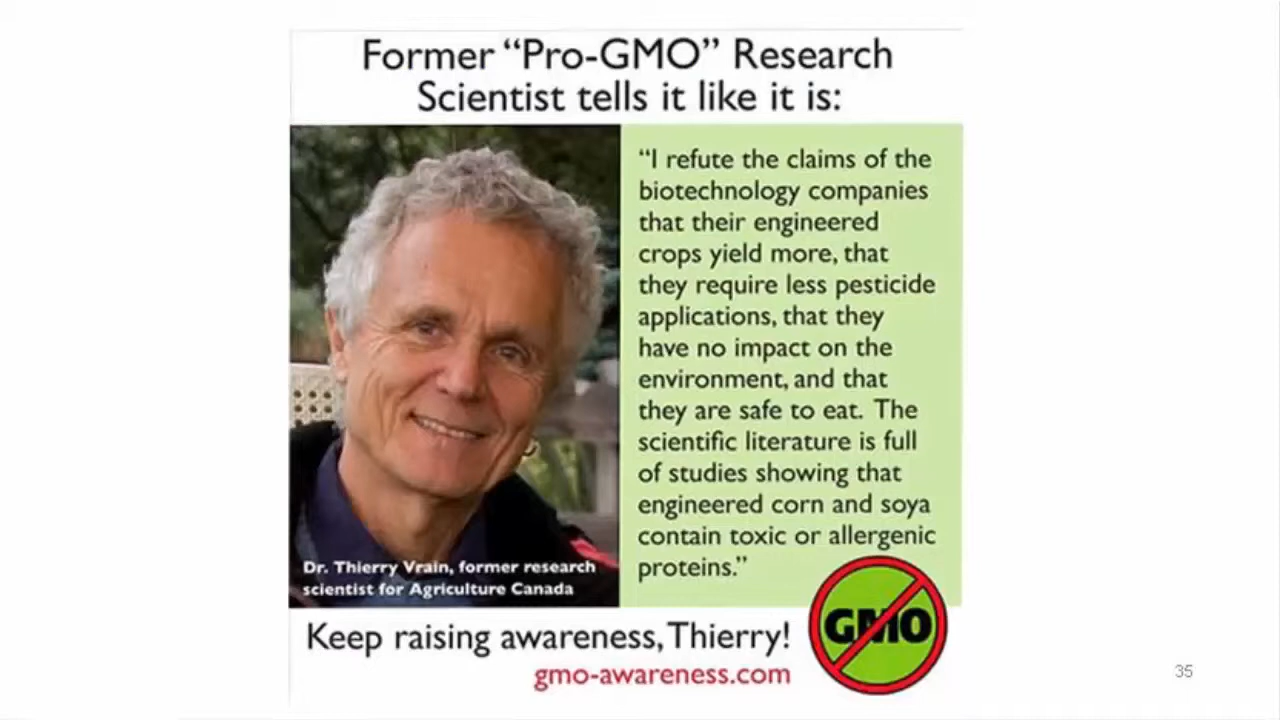 Former “Pro-GMO” Research
Scientist tells it like it is:
“I refute the claims of the
biotechnology companies
that their engineered
crops yield more, that
they require less pesticide
applications, that they
have no impact on the
environment, and that
they are safe to eat. The
scientific literature is full
of studies showing that
engineered corn and soya
contain toxic or allergenic
proteins.”
Dr. Thierry Vrain, former research
scientist for Agriculture Canada
GMO
Keep raising awareness, Thierry!
gmo-awareness.com
35